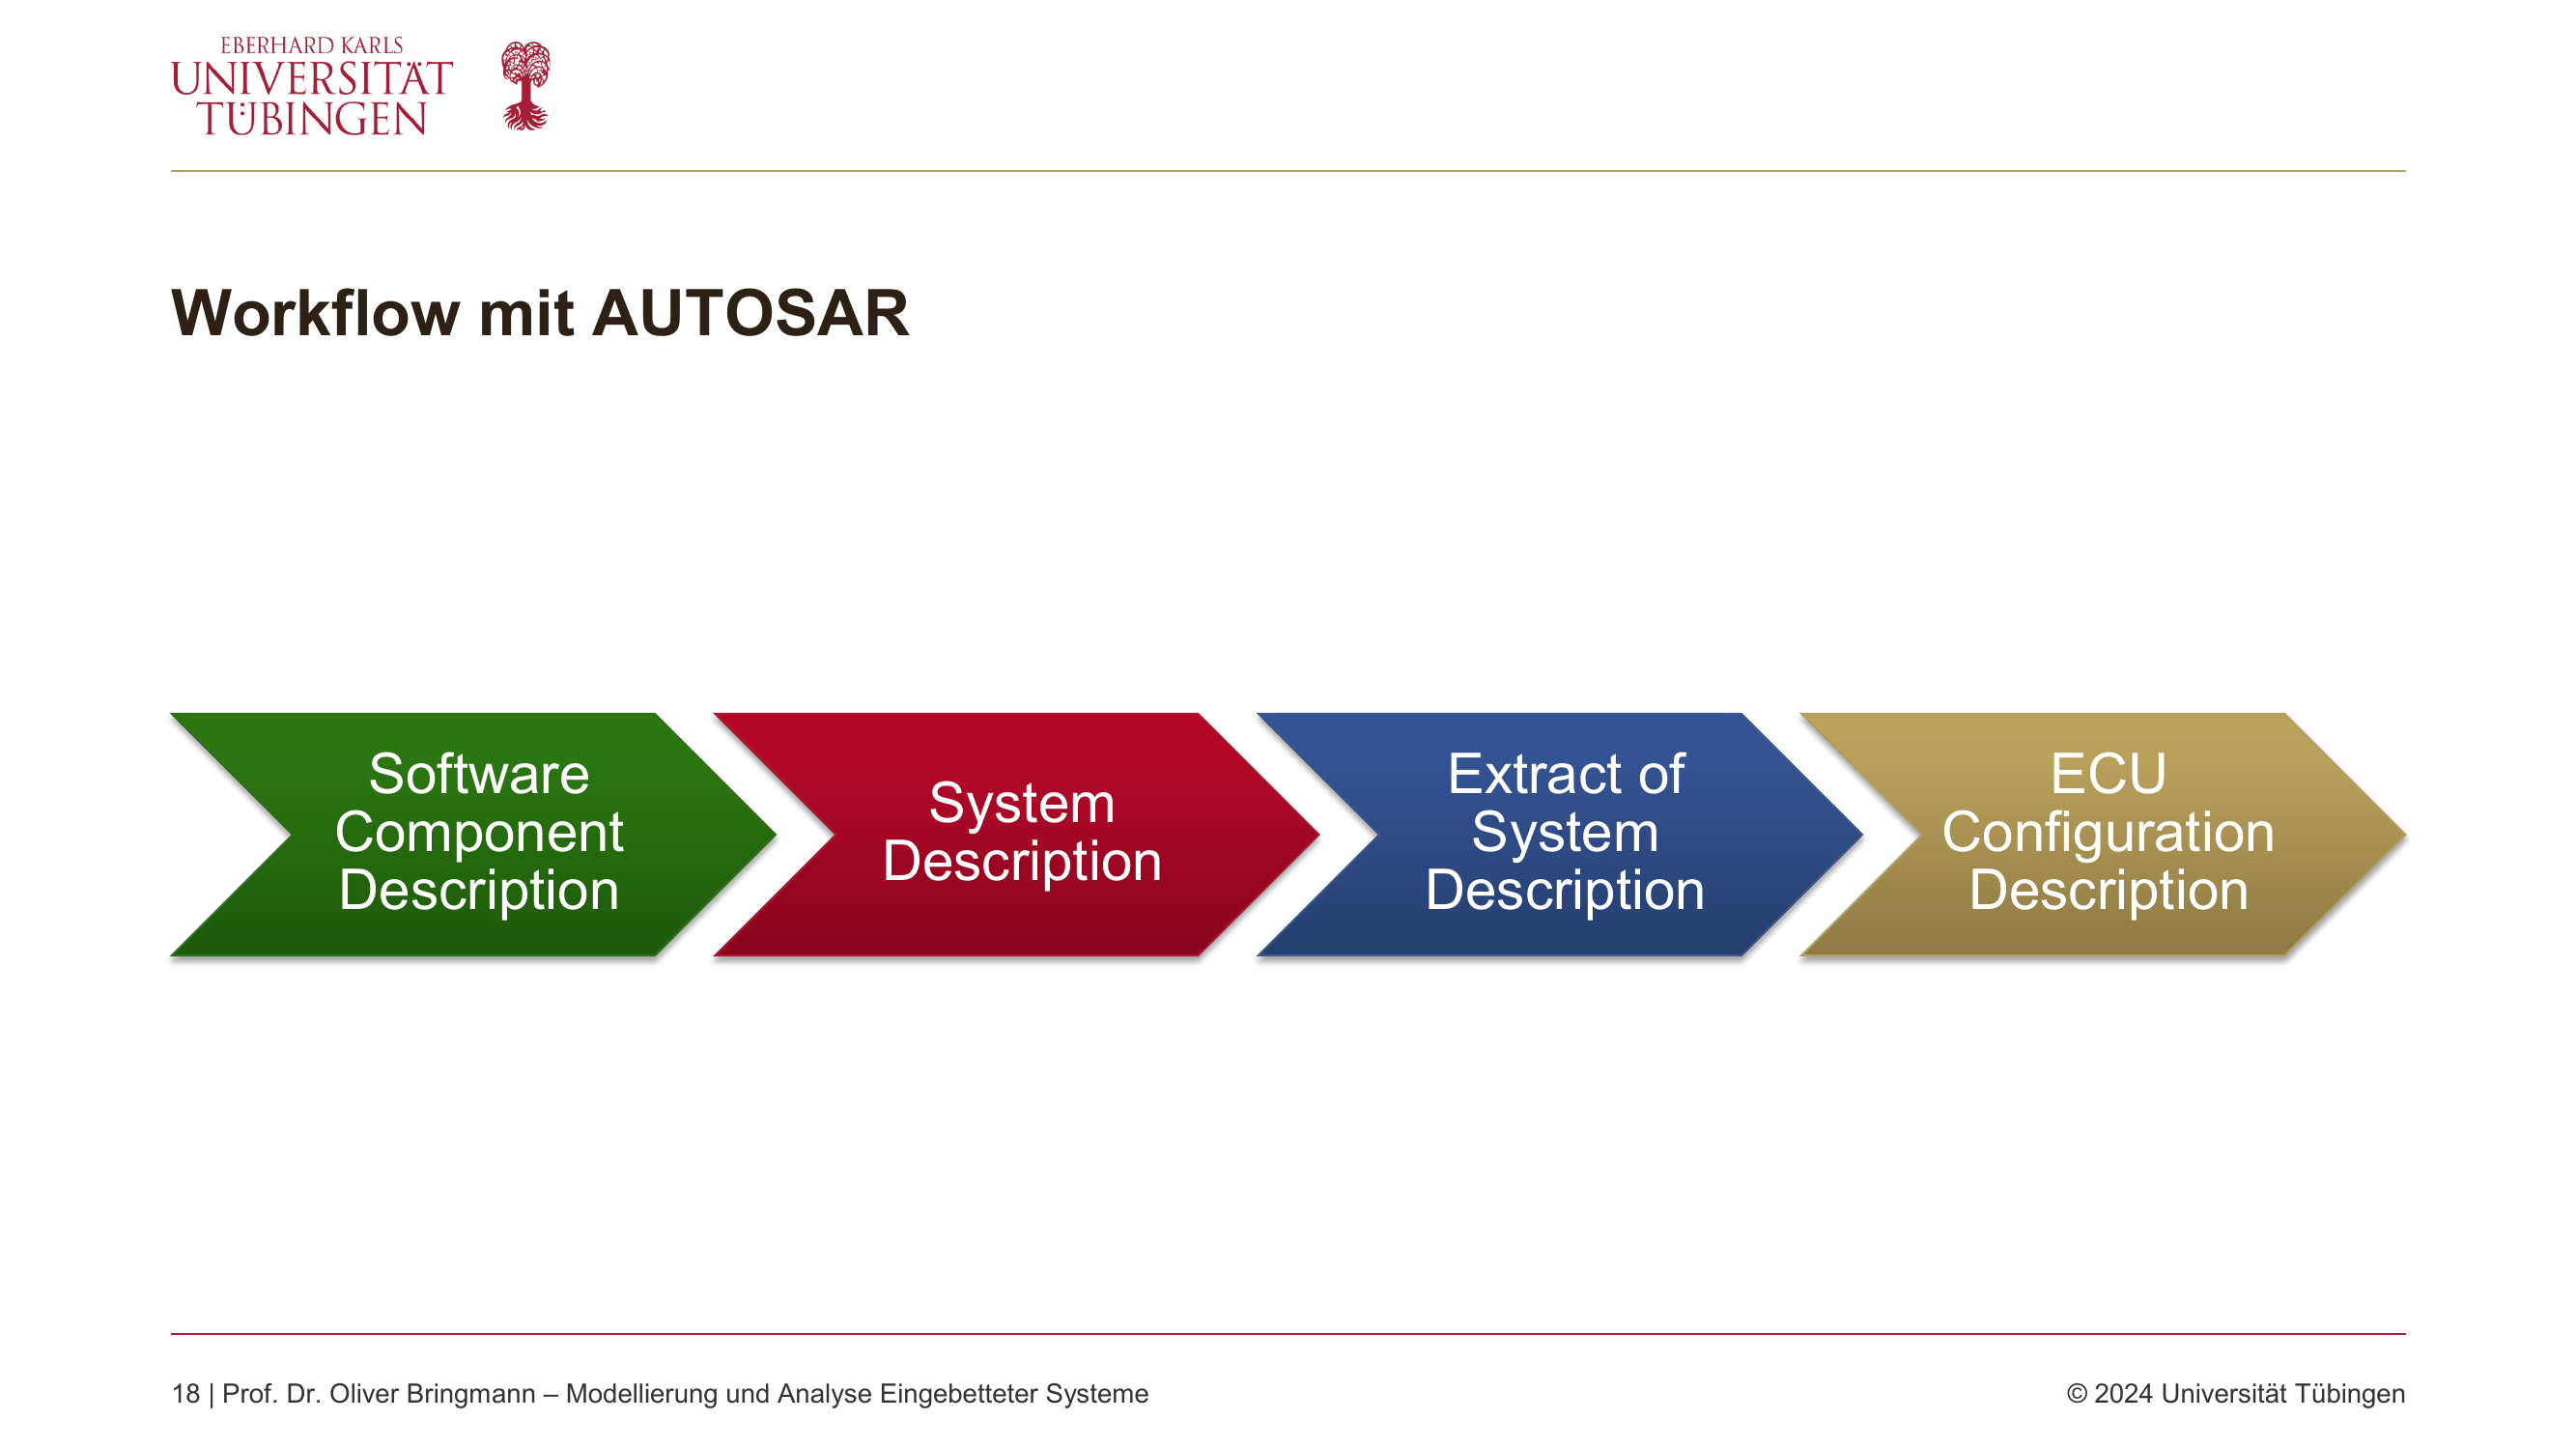 EBERHARD KARLS
UNIVERSITÄT
TÜBINGEN
Workflow mit AUTOSAR
Software
Component
Description
System
Description
Extract of
System
Description
ECU
Configuration
Description
18 | Prof. Dr. Oliver Bringmann – Modellierung und Analyse Eingebetteter Systeme
© 2024 Universität Tübingen